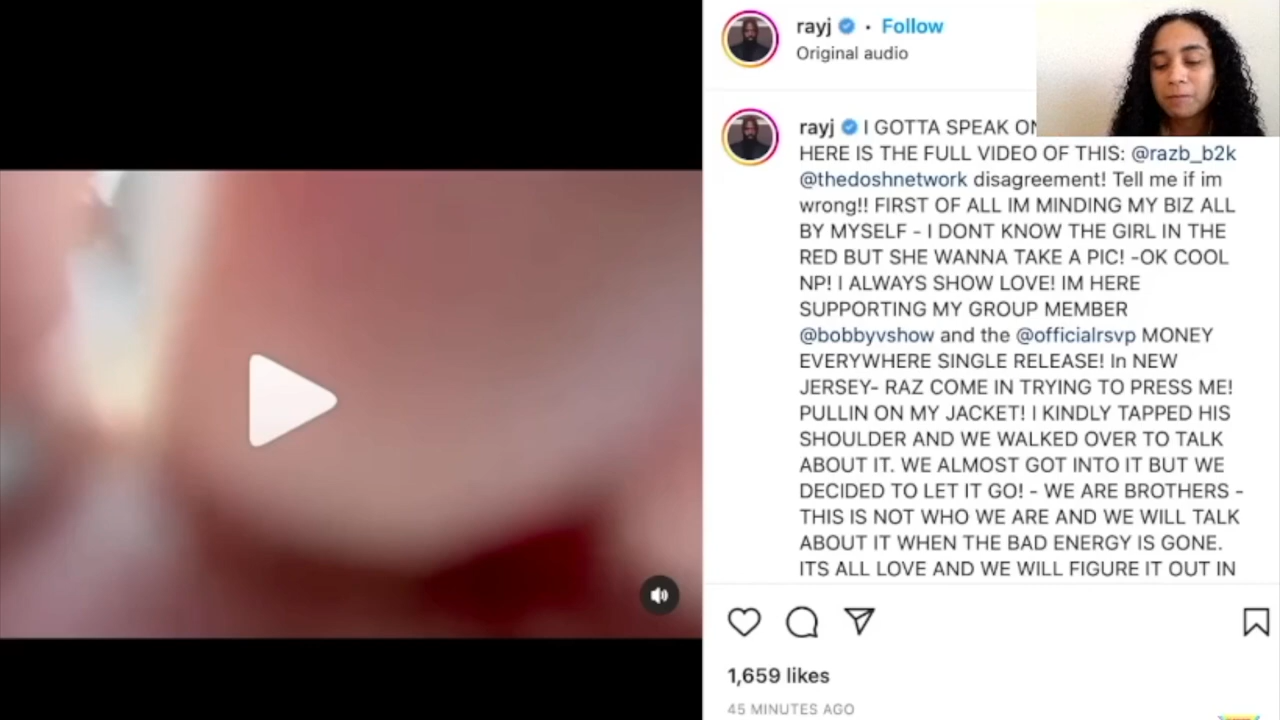 rayj · Follow
Original audio
rayj I GOTTA SPEAK ON
HERE IS THE FULL VIDEO OF THIS: @razb_b2k
@thedoshnetwork disagreement! Tell me if im
wrong!! FIRST OF ALL IM MINDING MY BIZ ALL
BY MYSELF - I DONT KNOW THE GIRL IN THE
RED BUT SHE WANNA TAKE A PIC! -OK COOL
NP! I ALWAYS SHOW LOVE! IM HERE
SUPPORTING MY GROUP MEMBER
@bobbyvshow and the @officialrsvp MONEY
EVERYWHERE SINGLE RELEASE! In NEW
JERSEY- RAZ COME IN TRYING TO PRESS ME!
PULLIN ON MY JACKET! I KINDLY TAPPED HIS
SHOULDER AND WE WALKED OVER TO TALK
ABOUT IT. WE ALMOST GOT INTO IT BUT WE
DECIDED TO LET IT GO! - WE ARE BROTHERS -
THIS IS NOT WHO WE ARE AND WE WILL TALK
ABOUT IT WHEN THE BAD ENERGY IS GONE.
ITS ALL LOVE AND WE WILL FIGURE IT OUT IN
1,659 likes
45 MINUTES AGO